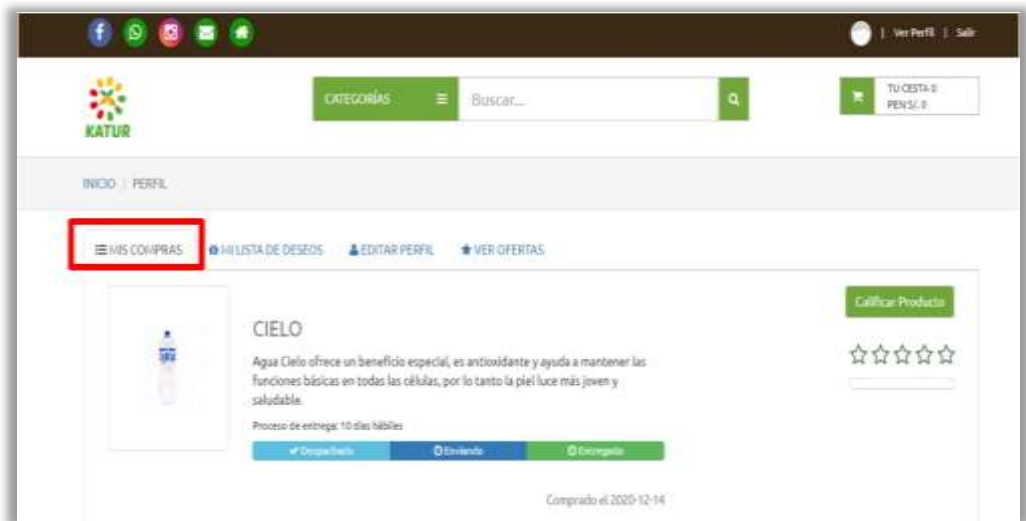 | Ver Perfil | Salir
KATUR
CATEGORÍAS
Buscar...
TU CESTA 0
PEN S/. 0
INICIO / PERFIL
MIS COMPRAS
MI LISTA DE DESEOS
EDITAR PERFIL
VER OFERTAS
Calificar Producto
CIELO
Agua Cielo ofrece un beneficio especial, es antioxidante y ayuda a mantener las
funciones básicas en todas las células, por lo tanto la piel luce más joven y
saludable.
Proceso de entrega: 10 días hábiles
Despachado
Enviando
Entregado
Comprado el 2020-12-14